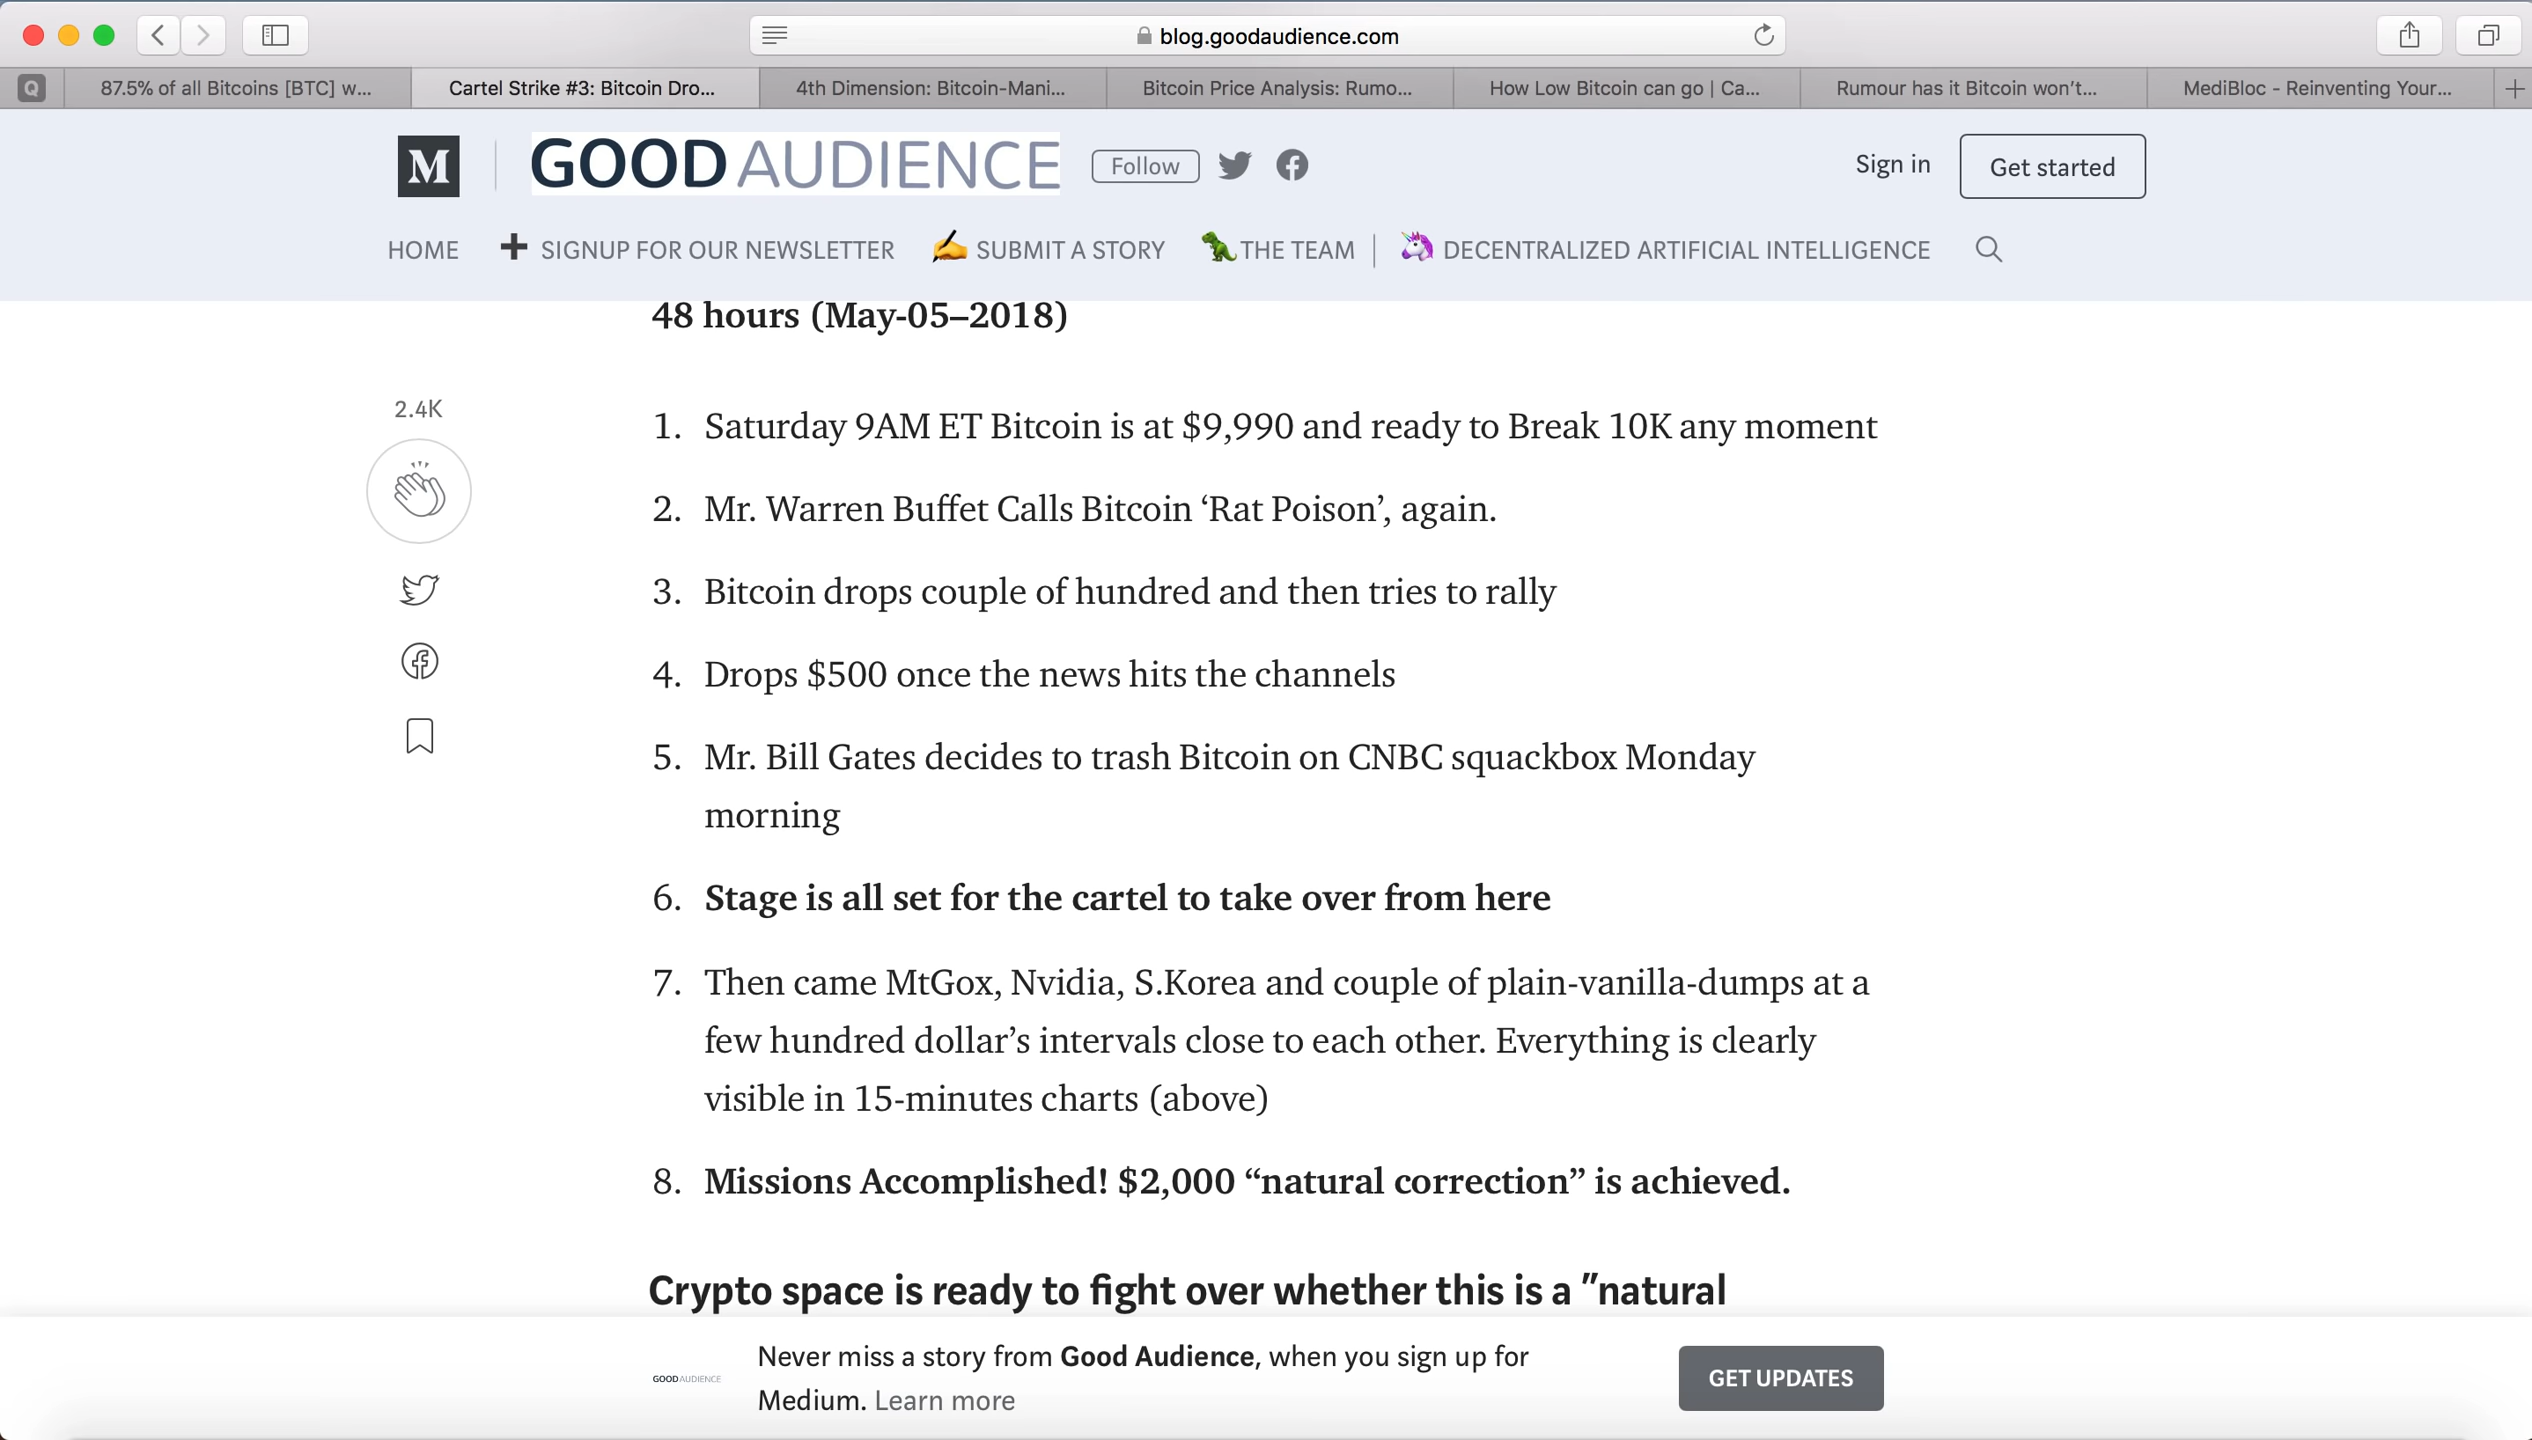 blog.goodaudience.com
Q
87.5% of all Bitcoins [BTC] w...
Cartel Strike #3: Bitcoin Dro...
4th Dimension: Bitcoin-Mani...
Bitcoin Price Analysis: Rumo...
How Low Bitcoin can go | Ca...
Rumour has it Bitcoin won't...
MediBloc - Reinventing Your...
M
GOOD AUDIENCE
Follow
Sign in
Get started
HOME
SIGNUP FOR OUR NEWSLETTER
SUBMIT A STORY
THE TEAM
DECENTRALIZED ARTIFICIAL INTELLIGENCE
48 hours (May-05–2018)
2.4K
1. Saturday 9AM ET Bitcoin is at $9,990 and ready to Break 10K any moment
2. Mr. Warren Buffet Calls Bitcoin ‘Rat Poison’, again.
3. Bitcoin drops couple of hundred and then tries to rally
4. Drops $500 once the news hits the channels
5. Mr. Bill Gates decides to trash Bitcoin on CNBC squackbox Monday
morning
6. Stage is all set for the cartel to take over from here
7. Then came MtGox, Nvidia, S.Korea and couple of plain-vanilla-dumps at a
few hundred dollar’s intervals close to each other. Everything is clearly
visible in 15-minutes charts (above)
8. Missions Accomplished! $2,000 “natural correction” is achieved.
Crypto space is ready to fight over whether this is a "natural
GOOD AUDIENCE
Never miss a story from Good Audience, when you sign up for
Medium. Learn more
GET UPDATES